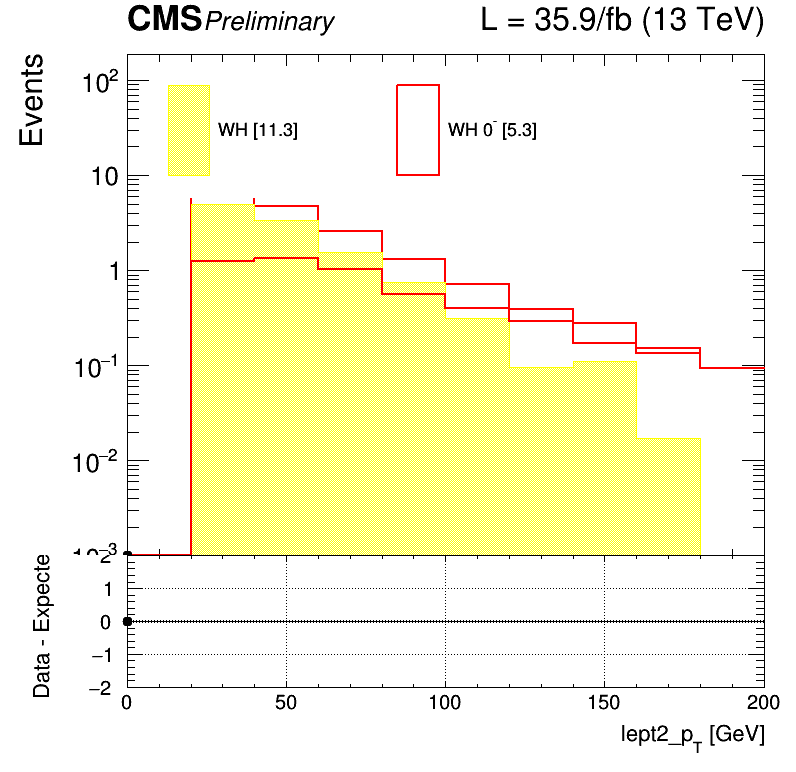 CMS Preliminary L = 35.9/fb (13 TeV)
Events
10²
10
1
10⁻¹
10⁻²
10⁻³
WH [11.3]
WH 0⁻ [5.3]
Data - Expecte
2
1
0
−1
−2
0 50 100 150 200
lept2_p_T [GeV]